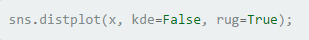 sns.distplot(x, kde=False, rug=True);